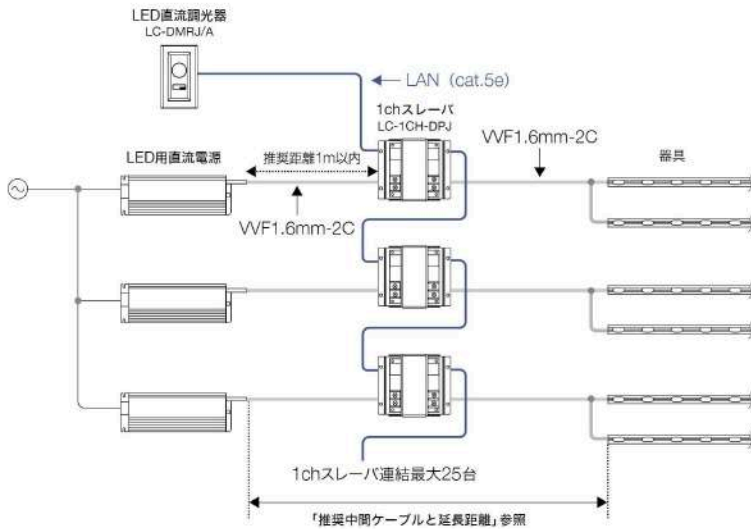 LED直流調光器
LC-DMRJ/A
LAN（cat.5e）
1chスレーバ
LC-1CH-DPJ
LED用直流電源
推奨距離1m以内
VVF1.6mm-2C
器具
VVF1.6mm-2C
1chスレーバ連結最大25台
「推奨中間ケーブルと延長距離」参照